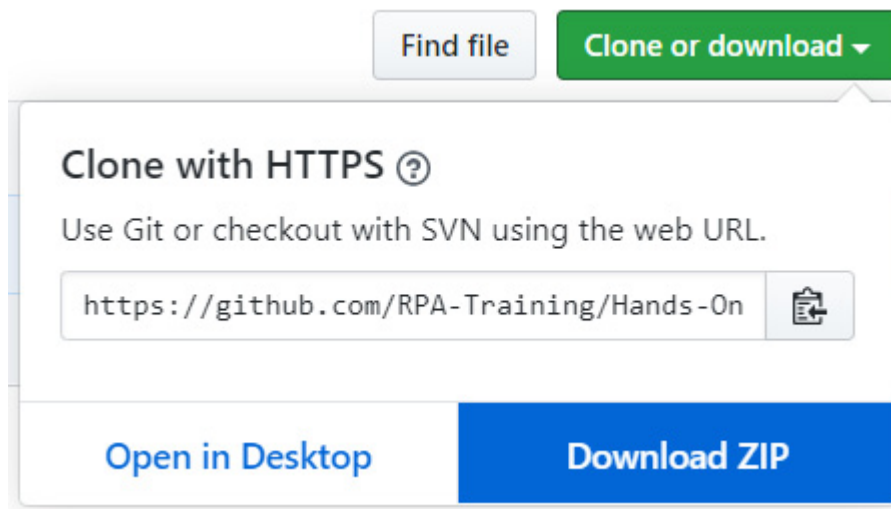 Find file
Clone or download
Clone with HTTPS
Use Git or checkout with SVN using the web URL.
https://github.com/RPA-Training/Hands-On
Open in Desktop
Download ZIP